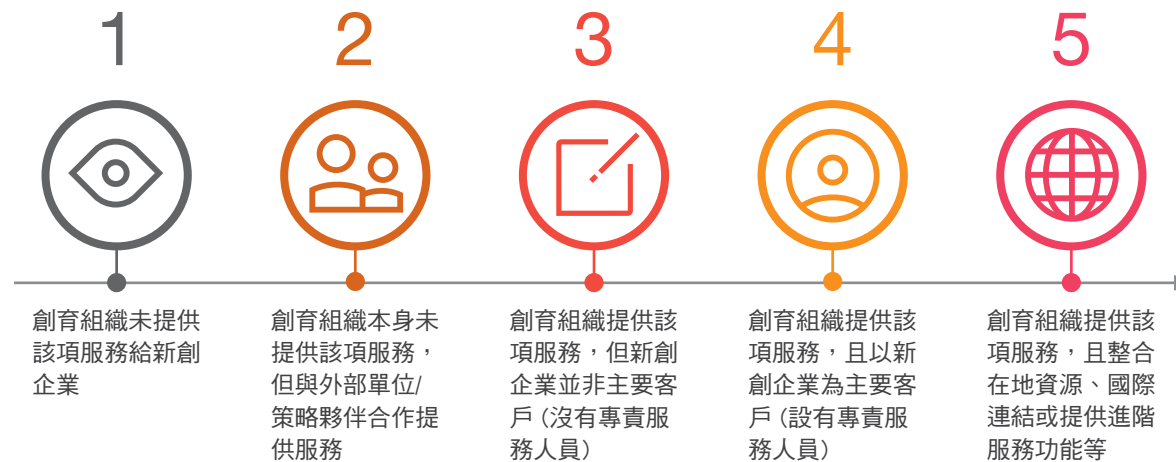 1
創育組織未提供
該項服務給新創
企業
2
創育組織本身未
提供該項服務，
但與外部單位/
策略夥伴合作提
供服務
3
創育組織提供該
項服務，但新創
企業並非主要客
戶 (沒有專責服
務人員)
4
創育組織提供該
項服務，且以新
創企業為主要客
戶 (設有專責服
務人員)
5
創育組織提供該
項服務，且整合
在地資源、國際
連結或提供進階
服務功能等